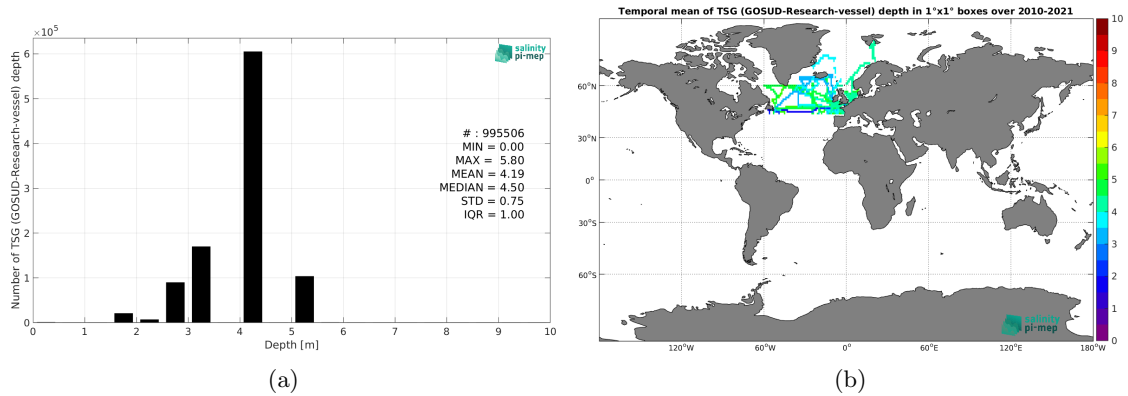 ×10⁵
6
5
4
3
2
1
0
Number of TSG (GOSUD-Research-vessel) depth
salinity
pi-mep
# : 995506
MIN = 0.00
MAX = 5.80
MEAN = 4.19
MEDIAN = 4.50
STD = 0.75
IQR = 1.00
0 1 2 3 4 5 6 7 8 9 10
Depth [m]
(a)
Temporal mean of TSG (GOSUD-Research-vessel) depth in 1°x1° boxes over 2010-2021
60°N
30°N
0°
30°S
60°S
120°W 60°W 0° 60°E 120°E 180°W
salinity
pi-mep
10
9
8
7
6
5
4
3
2
1
0
(b)